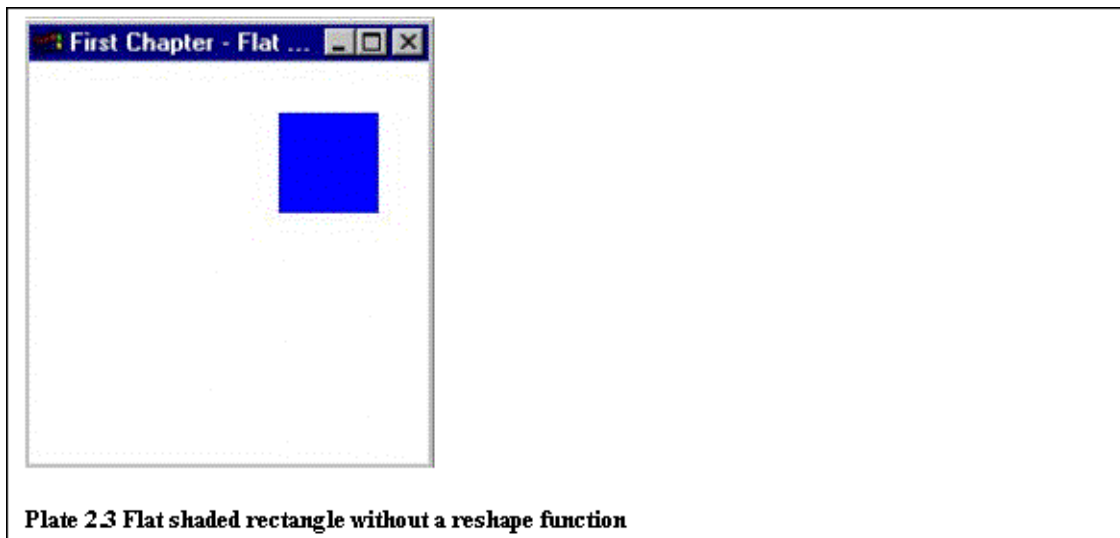 First Chapter - Flat ...
Plate 2.3 Flat shaded rectangle without a reshape function